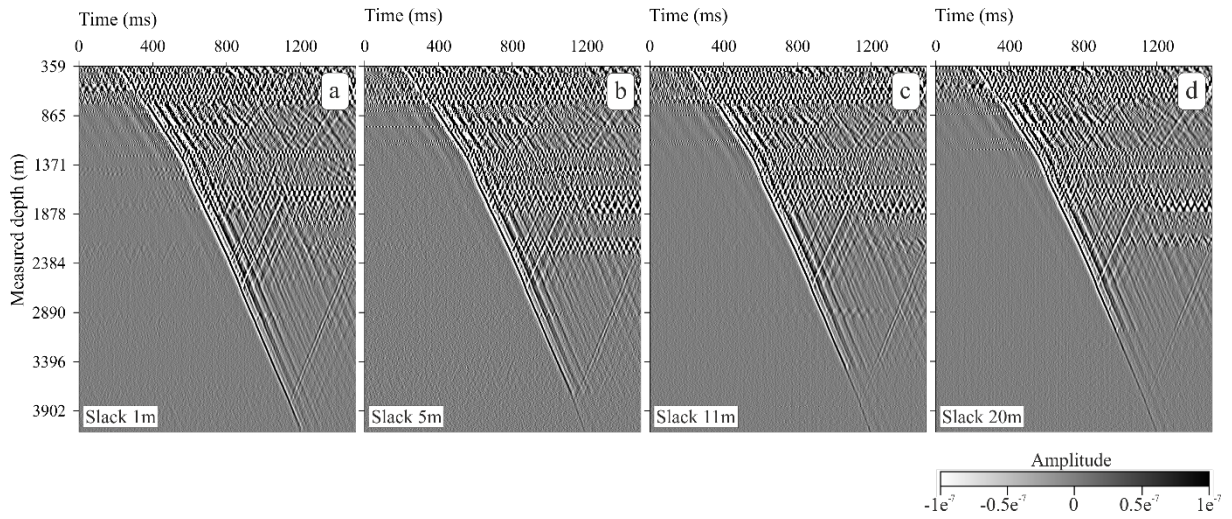 Time (ms) Time (ms) Time (ms) Time (ms)
0 400 800 1200 0 400 800 1200 0 400 800 1200 0 400 800 1200
Measured depth (m)
359
865
1371
1878
2384
2890
3396
3902
a b c d
Slack 1m Slack 5m Slack 11m Slack 20m
Amplitude
-1e⁻⁷ -0.5e⁻⁷ 0 0.5e⁻⁷ 1e⁻⁷